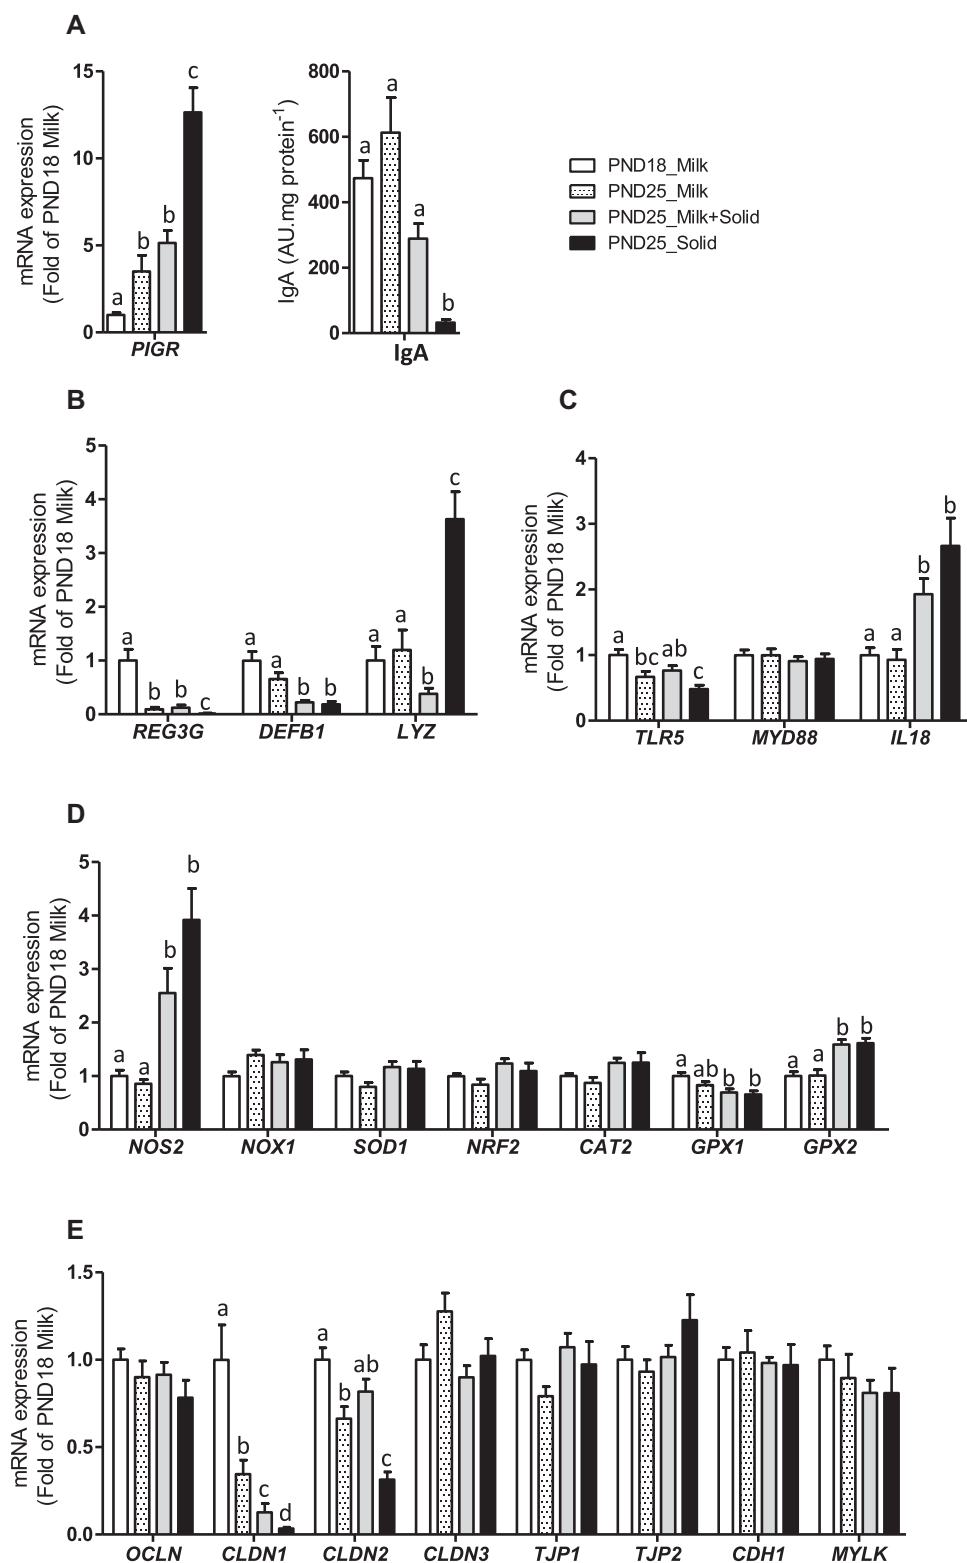 A
mRNA expression
(Fold of PND18 Milk)
15
10
5
0
a
b
b
c
PIGR
IgA (AU.mg protein-1)
800
600
400
200
0
a
a
a
b
IgA
PND18_Milk
PND25_Milk
PND25_Milk+Solid
PND25_Solid
B
mRNA expression
(Fold of PND18 Milk)
5
4
3
2
1
0
a
b
b
c
a
a
b
b
a
a
b
c
REG3G DEFB1 LYZ
C
mRNA expression
(Fold of PND18 Milk)
4
3
2
1
0
a
bc
ab
c
a
a
b
b
TLR5 MYD88 IL18
D
mRNA expression
(Fold of PND18 Milk)
5
4
3
2
1
0
a
a
b
b
a
ab
b
b
a
a
b
b
NOS2 NOX1 SOD1 NRF2 CAT2 GPX1 GPX2
E
mRNA expression
(Fold of PND18 Milk)
1.5
1.0
0.5
0.0
a
b
c
d
a
b
ab
c
OCLN CLDN1 CLDN2 CLDN3 TJP1 TJP2 CDH1 MYLK